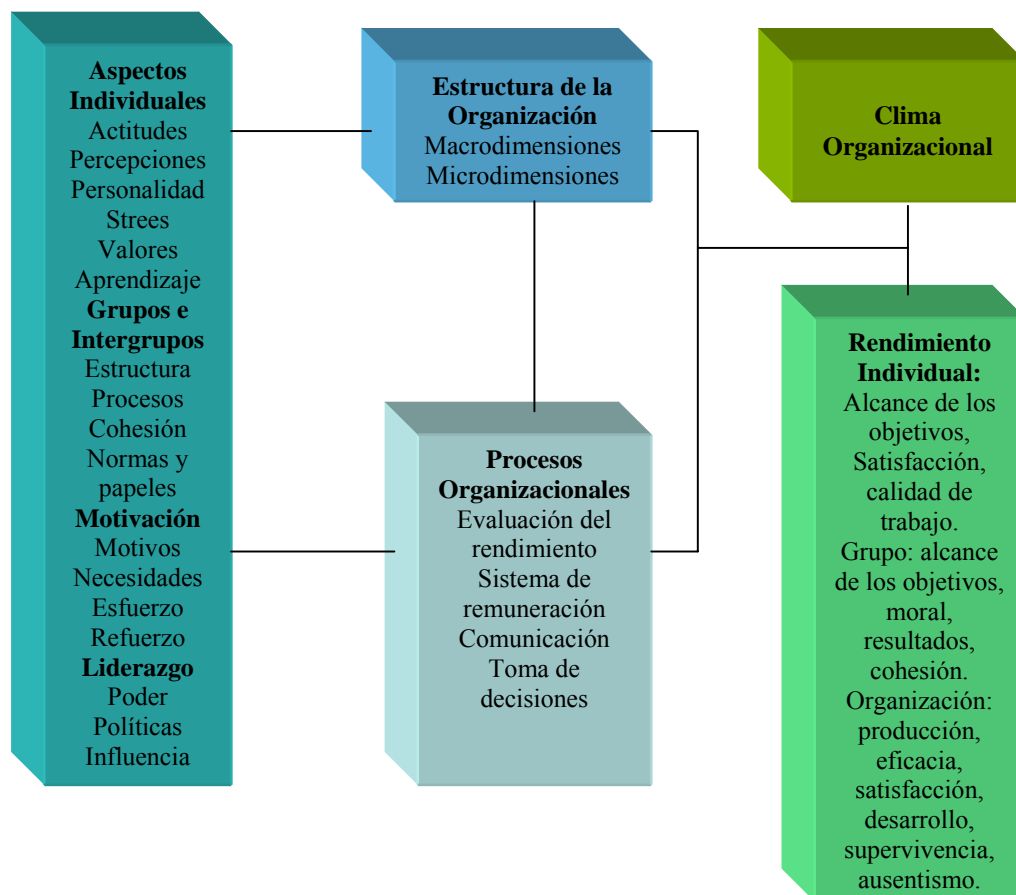 Aspectos
Individuales
Actitudes
Percepciones
Personalidad
Strees
Valores
Aprendizaje
Grupos e
Intergrupos
Estructura
Procesos
Cohesión
Normas y
papeles
Motivación
Motivos
Necesidades
Esfuerzo
Refuerzo
Liderazgo
Poder
Políticas
Influencia
Estructura de la
Organización
Macrodimensiones
Microdimensiones
Procesos
Organizacionales
Evaluación del
rendimiento
Sistema de
remuneración
Comunicación
Toma de
decisiones
Clima
Organizacional
Rendimiento
Individual:
Alcance de los
objetivos,
Satisfacción,
calidad de
trabajo.
Grupo: alcance
de los objetivos,
moral,
resultados,
cohesión.
Organización:
producción,
eficacia,
satisfacción,
desarrollo,
supervivencia,
ausentismo.